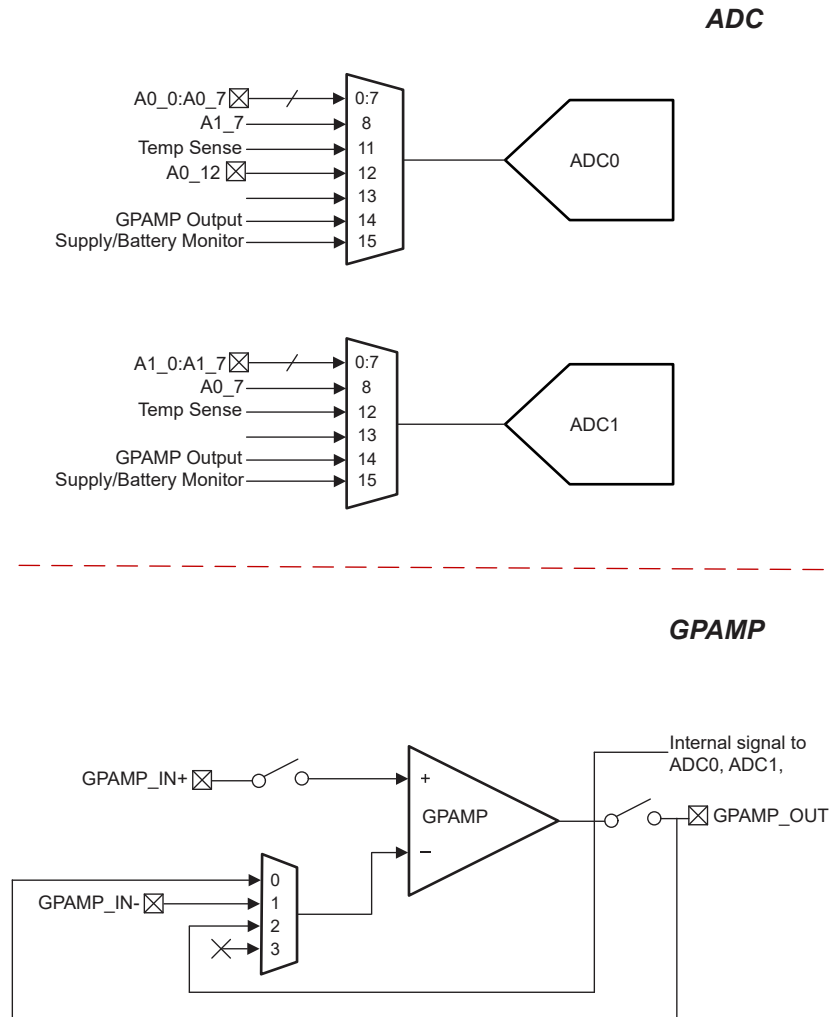 ADC
A0_0:A0_7
0:7
A1_7
8
Temp Sense
11
A0_12
12
13
GPAMP Output
14
Supply/Battery Monitor
15
ADC0
A1_0:A1_7
0:7
A0_7
8
Temp Sense
12
13
GPAMP Output
14
Supply/Battery Monitor
15
ADC1
GPAMP
Internal signal to
ADC0, ADC1,
GPAMP_IN+
+
GPAMP
−
GPAMP_OUT
0
GPAMP_IN-
1
2
3